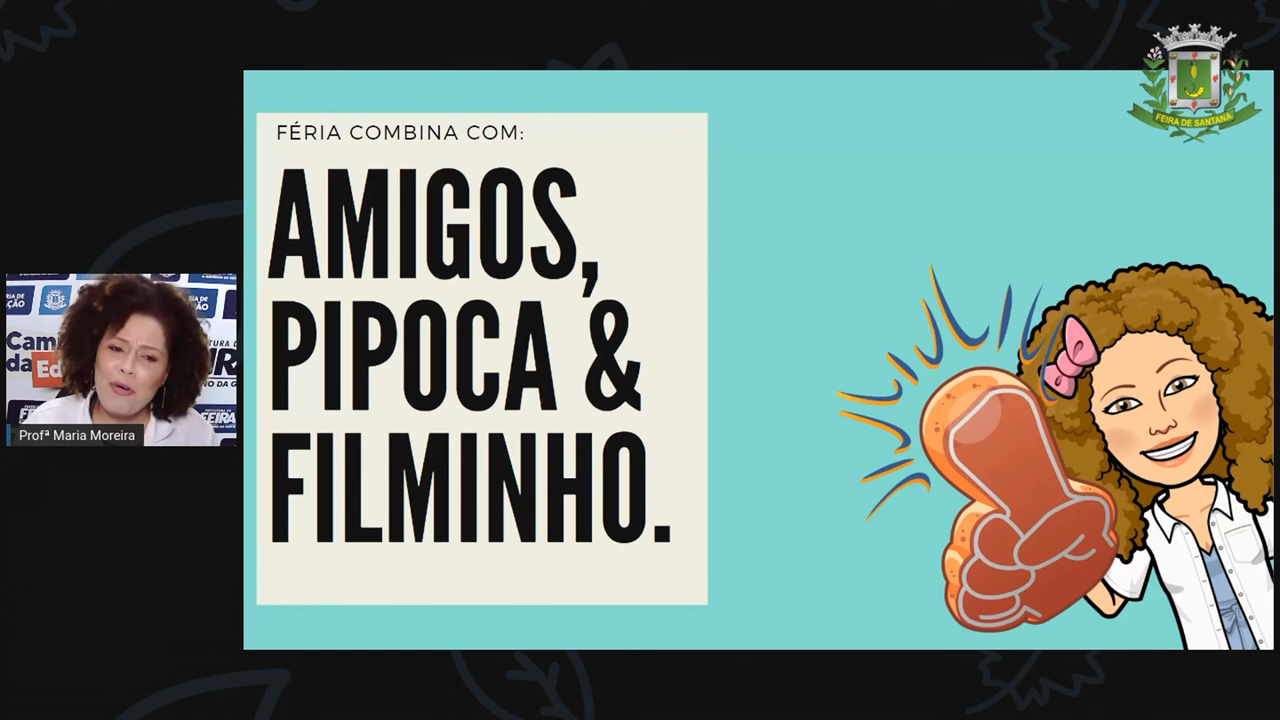 FÉRIA COMBINA COM:
AMIGOS,
PIPOCA &
FILMINHO.
FEIRA DE SANTANA
Profª Maria Moreira